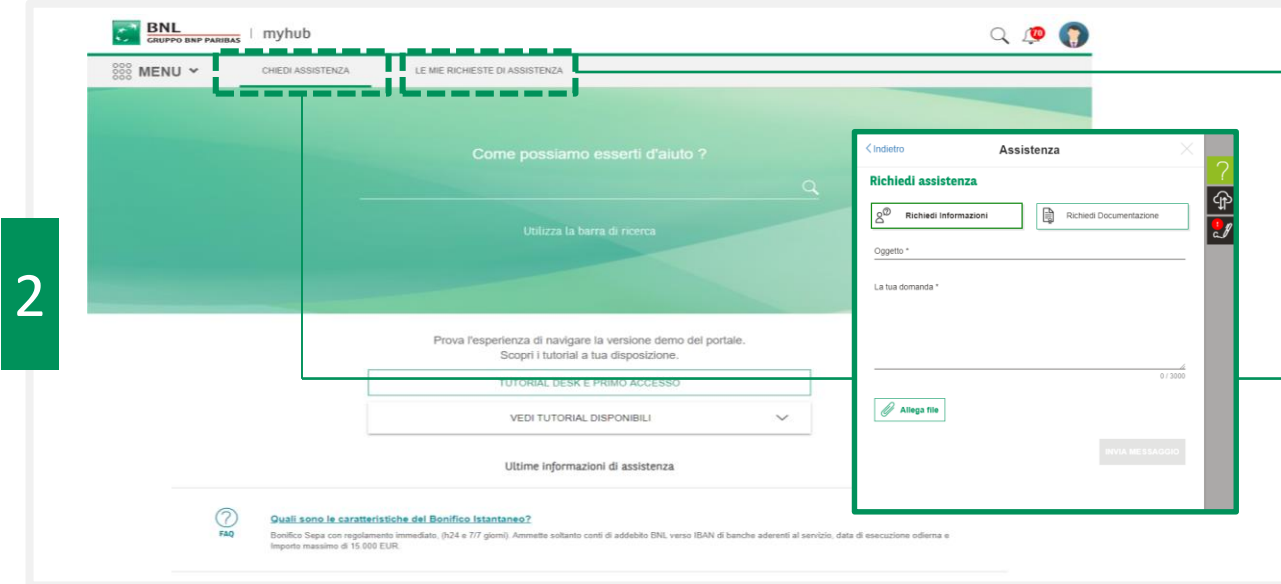 BNL
GRUPPO BNP PARIBAS
myhub
70
MENU
CHIEDI ASSISTENZA
LE MIE RICHIESTE DI ASSISTENZA
Come possiamo esserti d'aiuto ?
Utilizza la barra di ricerca
2
Prova l'esperienza di navigare la versione demo del portale.
Scopri i tutorial a tua disposizione.
TUTORIAL DESK E PRIMO ACCESSO
VEDI TUTORIAL DISPONIBILI
Ultime informazioni di assistenza
FAQ
Quali sono le caratteristiche del Bonifico Istantaneo?
Bonifico Sepa con regolamento immediato, (h24 e 7/7 giorni). Ammette soltanto conti di addebito BNL verso IBAN di banche aderenti al servizio, data di esecuzione odierna e
Importo massimo di 15.000 EUR.
Indietro
Assistenza
Richiedi assistenza
Richiedi Informazioni
Richiedi Documentazione
Oggetto *
La tua domanda *
0 / 3000
Allega file
INVIA MESSAGGIO